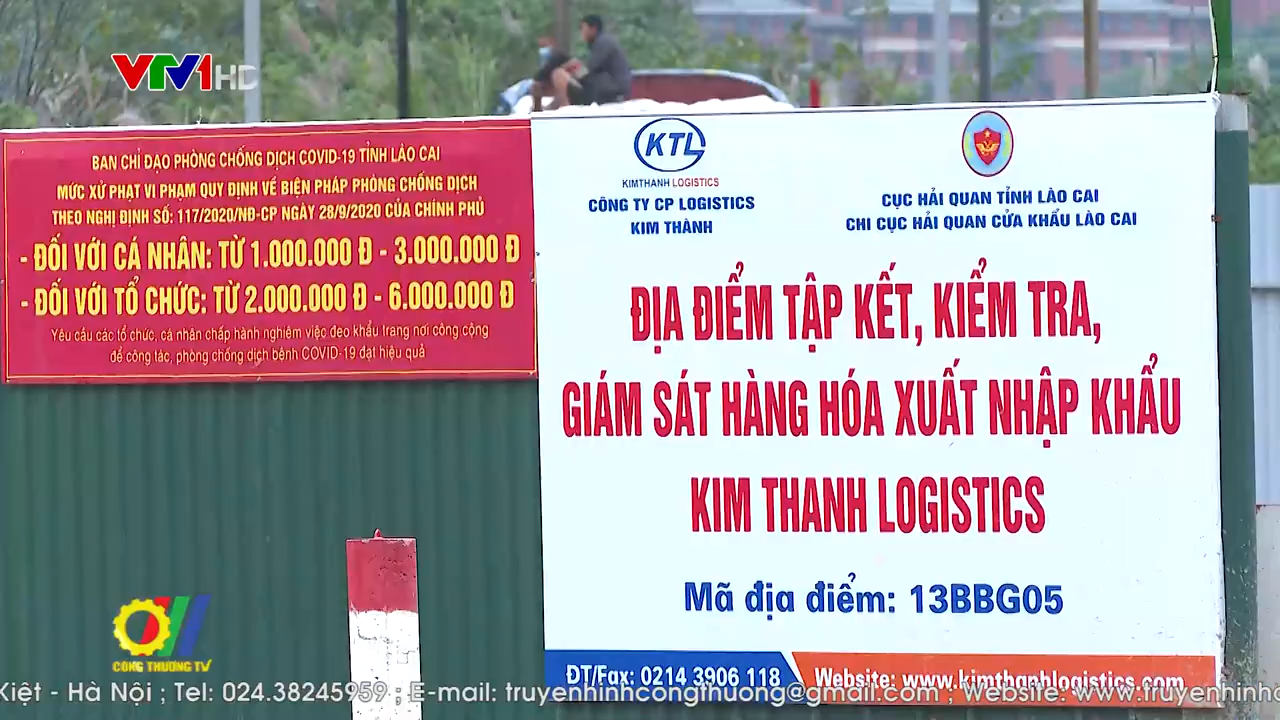 VTV1 HD
BAN CHỈ ĐẠO PHÒNG CHỐNG DỊCH COVID-19 TỈNH LÀO CAI
MỨC XỬ PHẠT VI PHẠM QUY ĐỊNH VỀ BIỆN PHÁP PHÒNG CHỐNG DỊCH
THEO NGHỊ ĐỊNH SỐ: 117/2020/NĐ-CP NGÀY 28/9/2020 CỦA CHÍNH PHỦ
- ĐỐI VỚI CÁ NHÂN: TỪ 1.000.000 Đ - 3.000.000 Đ
- ĐỐI VỚI TỔ CHỨC: TỪ 2.000.000 Đ - 6.000.000 Đ
Yêu cầu các tổ chức, cá nhân chấp hành nghiêm việc đeo khẩu trang nơi công cộng
để công tác, phòng chống dịch bệnh COVID-19 đạt hiệu quả
KTL
KIMTHANH LOGISTICS
CÔNG TY CP LOGISTICS
KIM THÀNH
CỤC HẢI QUAN TỈNH LÀO CAI
CHI CỤC HẢI QUAN CỬA KHẨU LÀO CAI
ĐỊA ĐIỂM TẬP KẾT, KIỂM TRA,
GIÁM SÁT HÀNG HÓA XUẤT NHẬP KHẨU
KIM THANH LOGISTICS
Mã địa điểm: 13BBG05
ĐT/Fax: 0214 3906 118
Website: www.kimthanhlogistics.com
CÔNG THƯƠNG TV
Kiệt - Hà Nội ; Tel: 024.38245959 ; E-mail: truyenhinhcongthuong@gmail.com ; Website: www.truyenhinhc